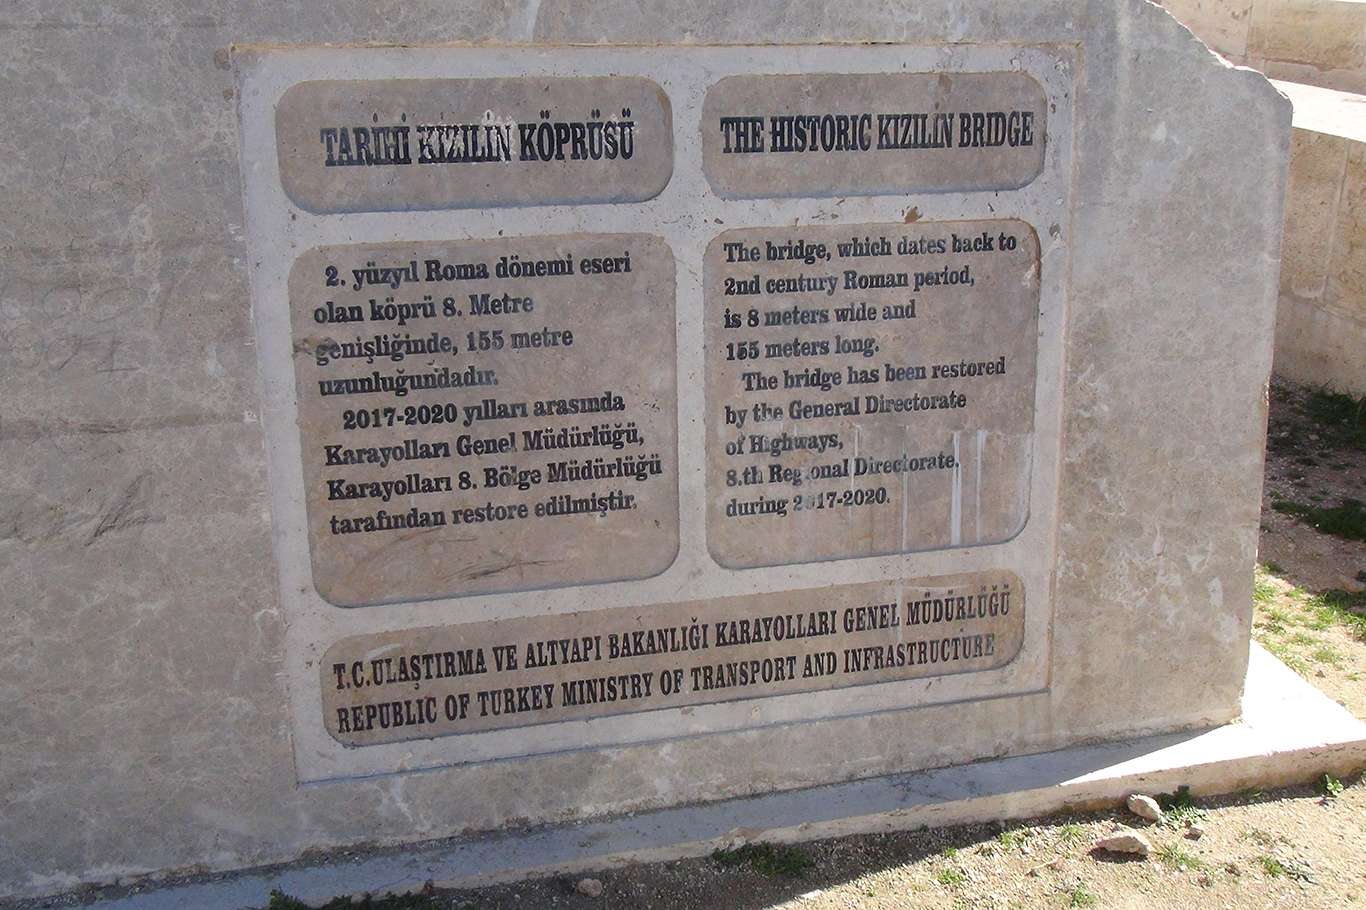 TARİHİ KIZILİN KÖPRÜSÜ
2. yüzyıl Roma dönemi eseri
olan köprü 8. Metre
genişliğinde, 155 metre
uzunluğundadır.
2017-2020 yılları arasında
Karayolları Genel Müdürlüğü,
Karayolları 8. Bölge Müdürlüğü
tarafından restore edilmiştir.
THE HISTORIC KIZILİN BRIDGE
The bridge, which dates back to
2nd century Roman period,
is 8 meters wide and
155 meters long.
The bridge has been restored
by the General Directorate
of Highways,
8.th Regional Directorate.
during 2017-2020.
T.C.ULAŞTIRMA VE ALTYAPI BAKANLIĞI KARAYOLLARI GENEL MÜDÜRLÜĞÜ
REPUBLIC OF TURKEY MINISTRY OF TRANSPORT AND INFRASTRUCTURE